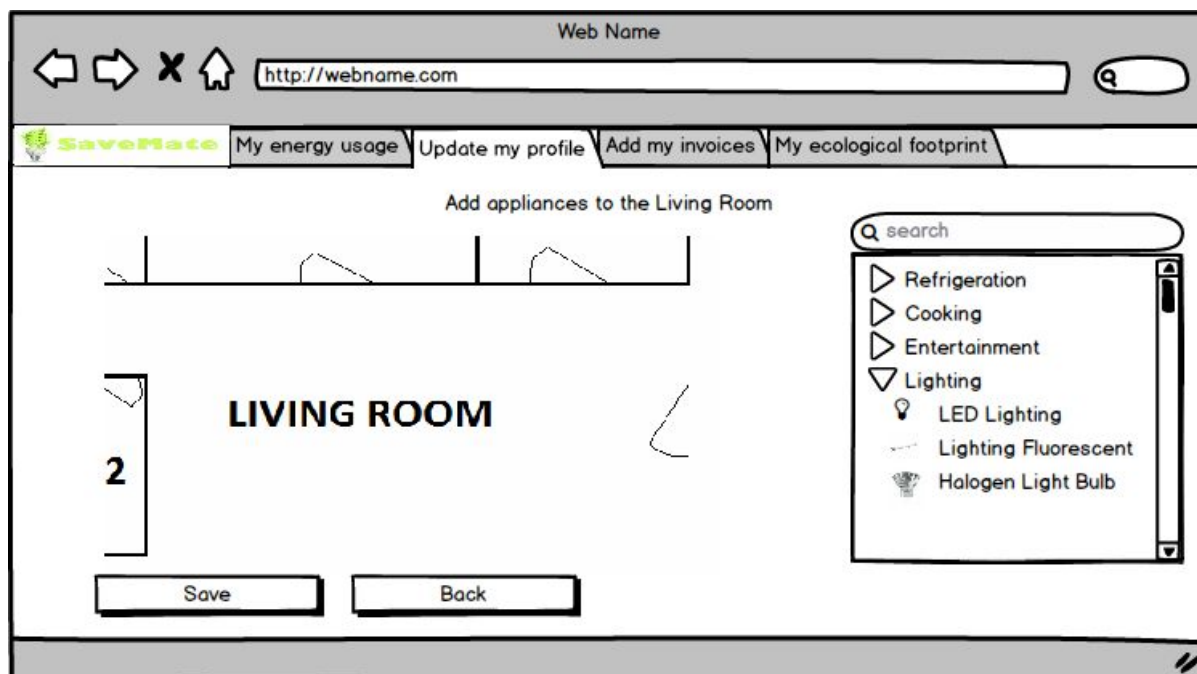 Web Name
http://webname.com
SaveMate
My energy usage
Update my profile
Add my invoices
My ecological footprint
Add appliances to the Living Room
search
Refrigeration
Cooking
Entertainment
Lighting
LED Lighting
Lighting Fluorescent
Halogen Light Bulb
LIVING ROOM
2
Save
Back